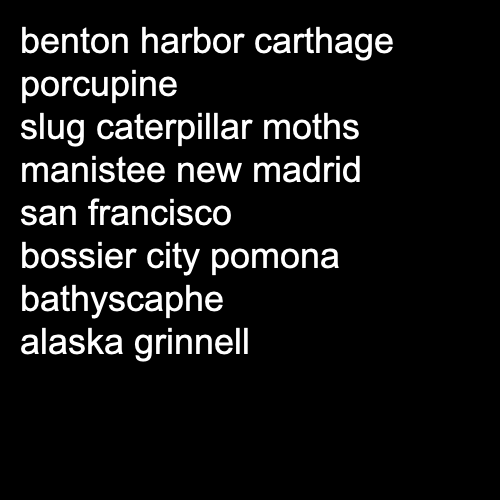 benton harbor carthage
porcupine
slug caterpillar moths
manistee new madrid
san francisco
bossier city pomona
bathyscaphe
alaska grinnell